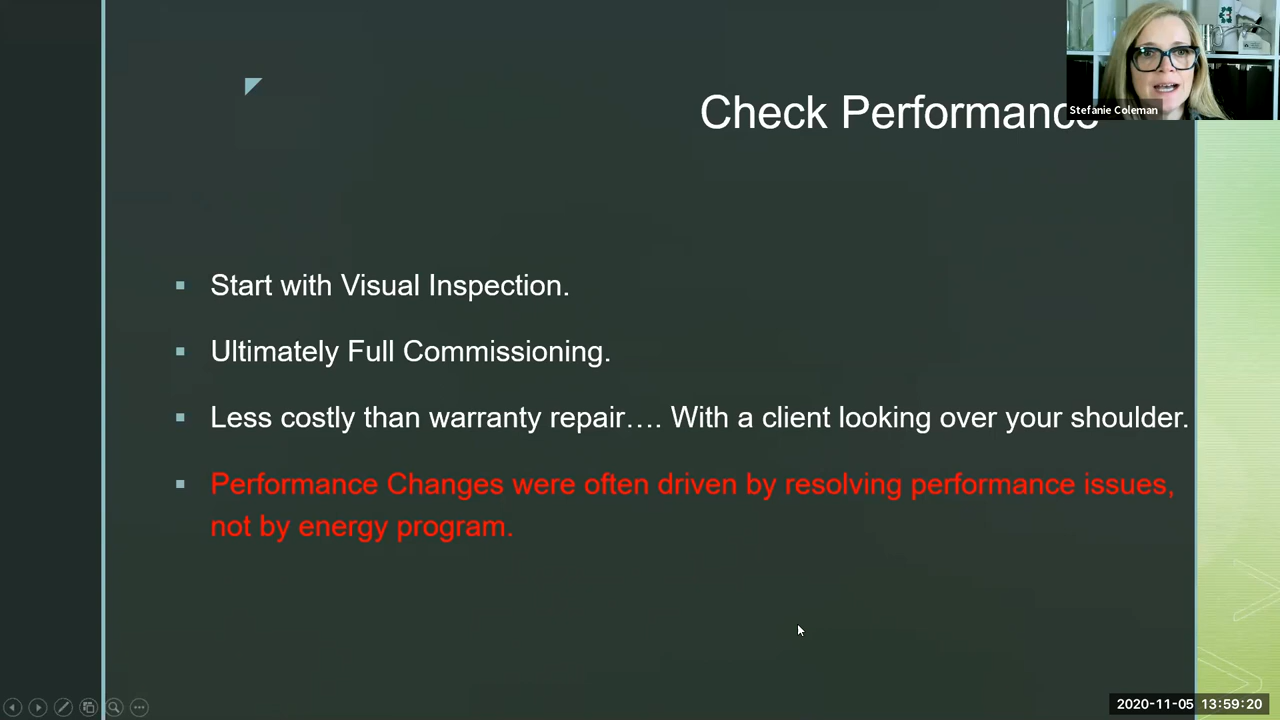 Check Performance
Stefanie Coleman
Start with Visual Inspection.
Ultimately Full Commissioning.
Less costly than warranty repair…. With a client looking over your shoulder.
Performance Changes were often driven by resolving performance issues,
not by energy program.
2020-11-05 13:59:20